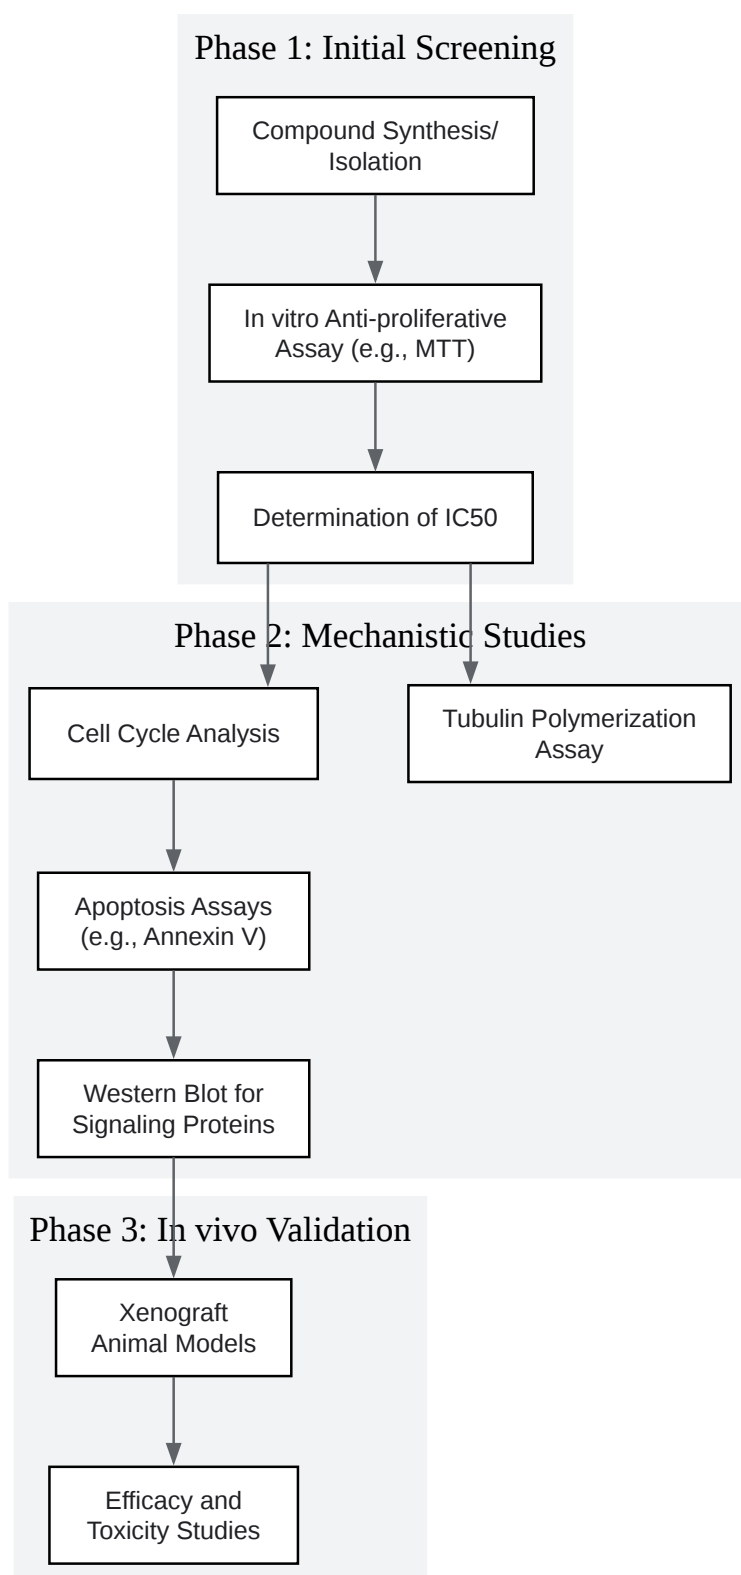 Phase 1: Initial Screening
Compound Synthesis/
Isolation
In vitro Anti-proliferative
Assay (e.g., MTT)
Determination of IC50
Phase 2: Mechanistic Studies
Cell Cycle Analysis
Tubulin Polymerization
Assay
Apoptosis Assays
(e.g., Annexin V)
Western Blot for
Signaling Proteins
Phase 3: In vivo Validation
Xenograft
Animal Models
Efficacy and
Toxicity Studies